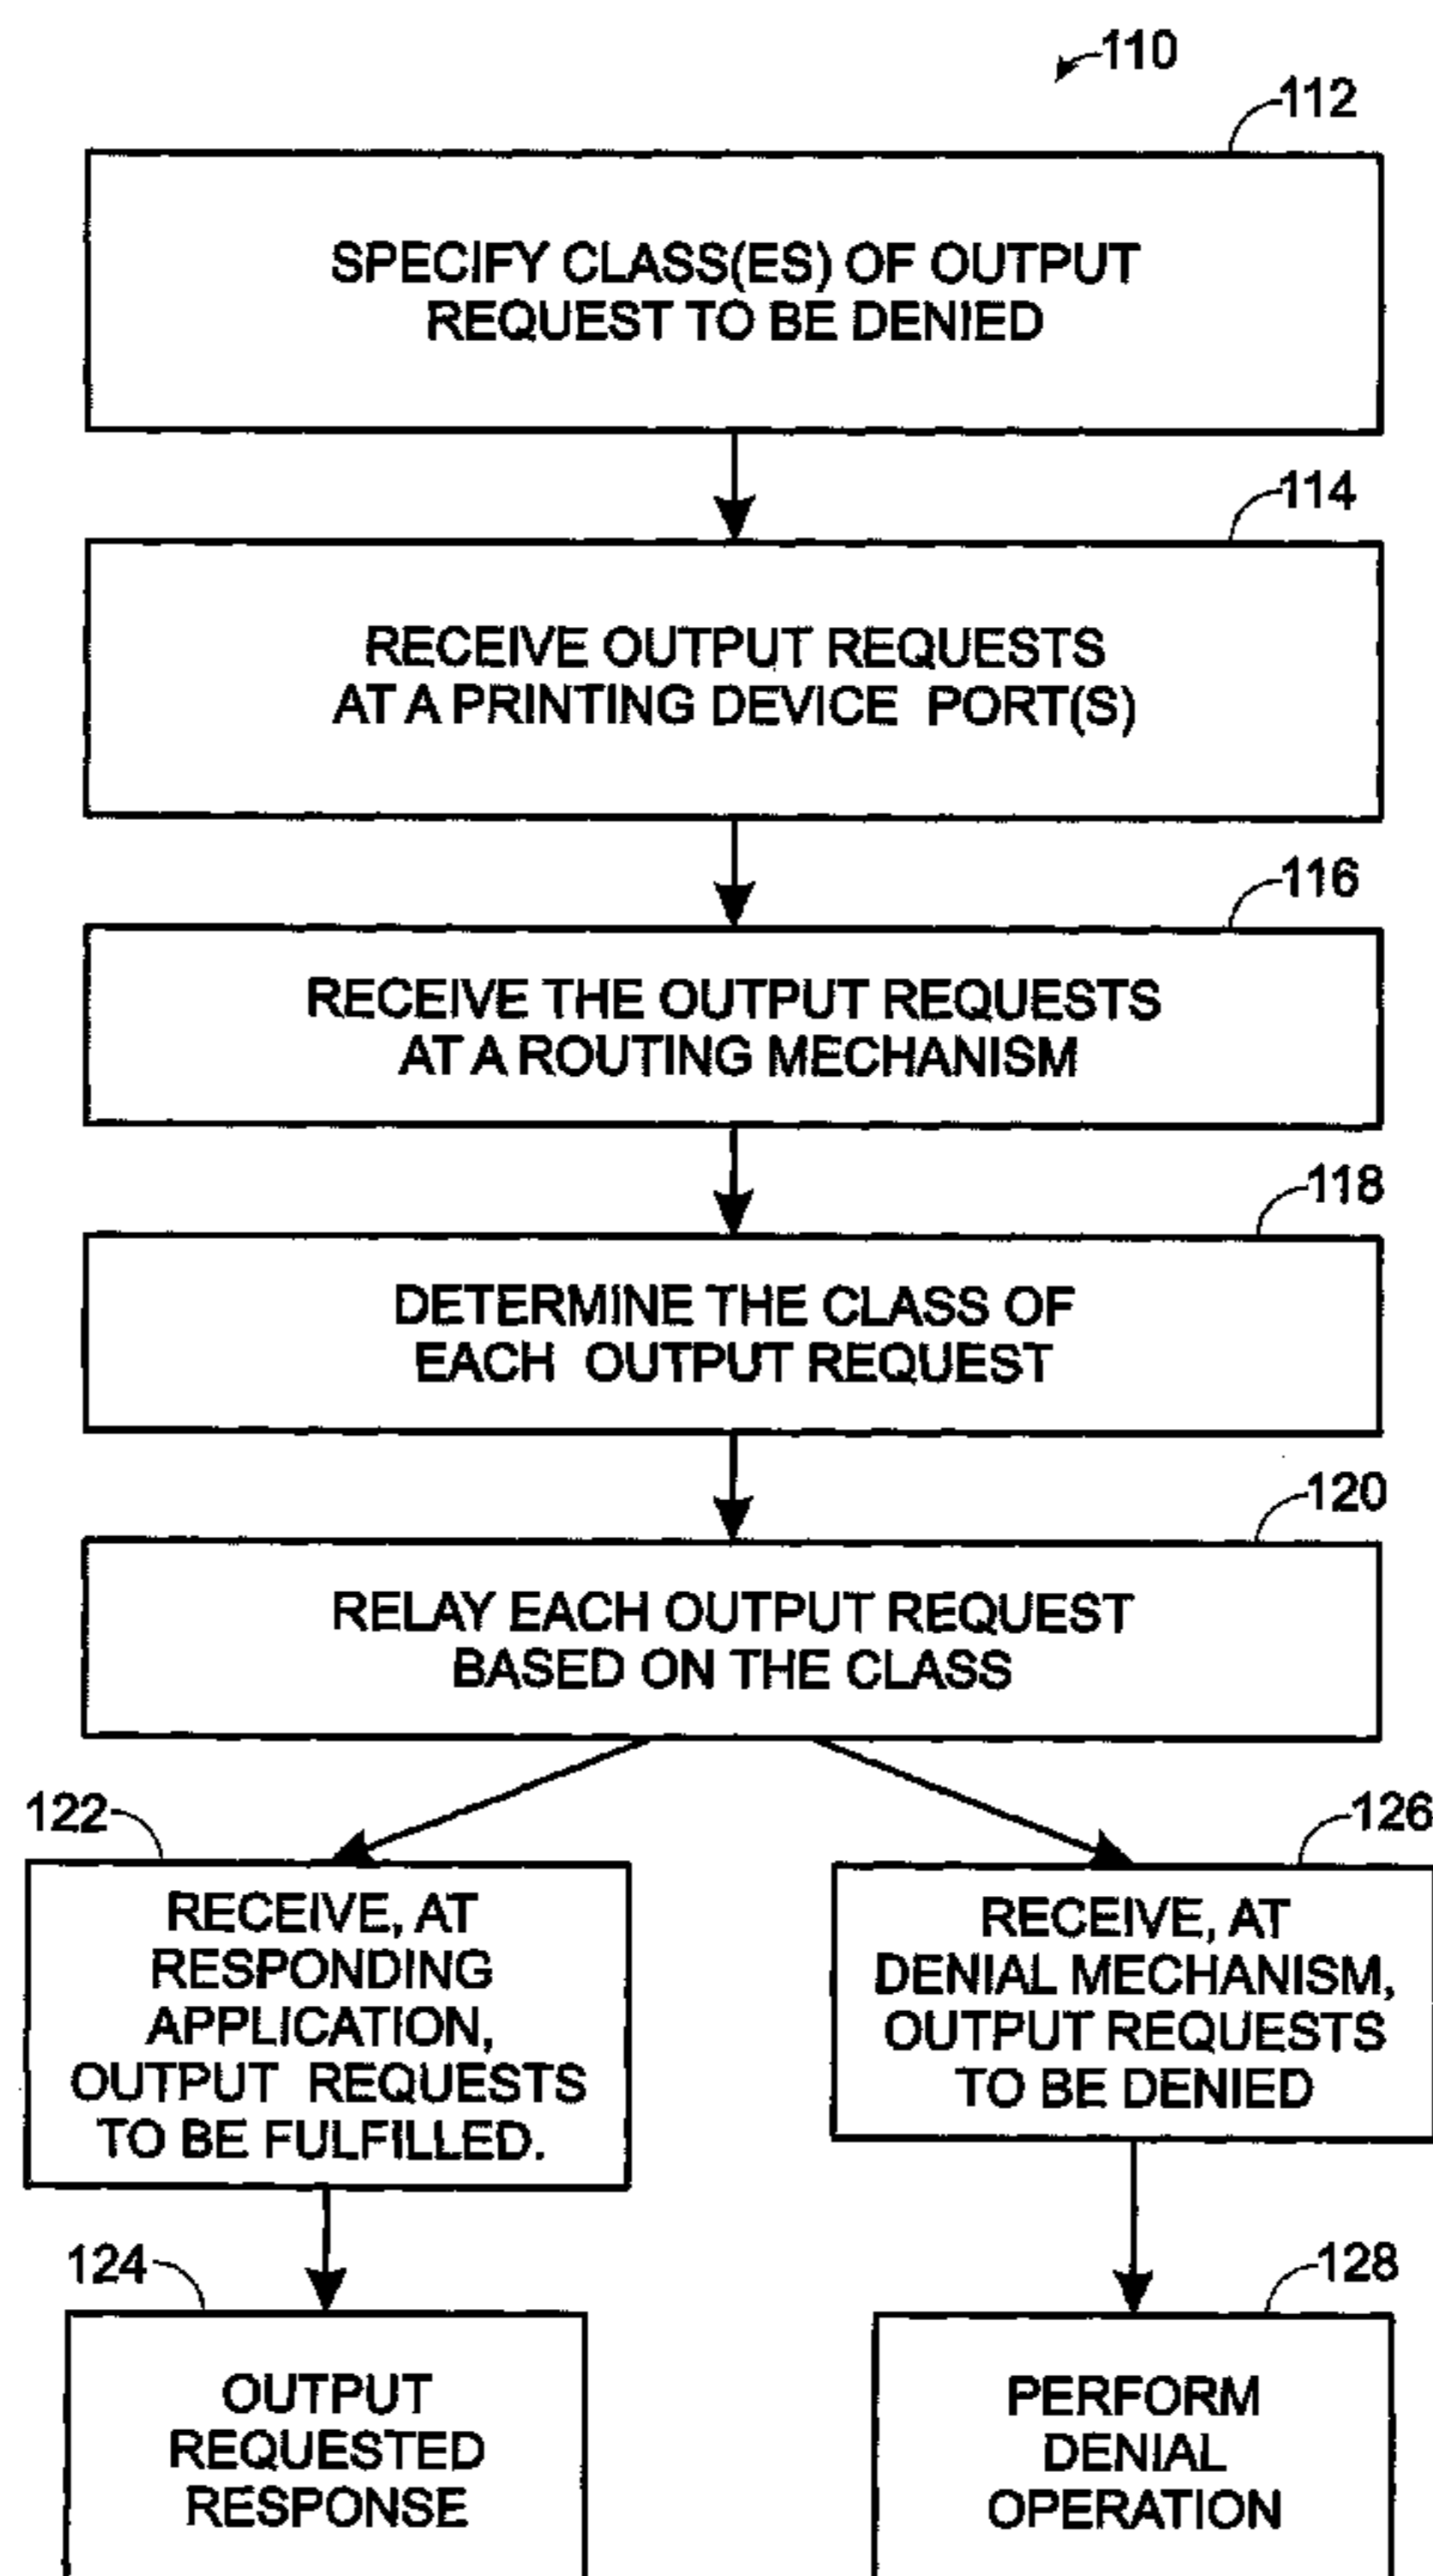 110
112
SPECIFY CLASS(ES) OF OUTPUT
REQUEST TO BE DENIED
114
RECEIVE OUTPUT REQUESTS
AT A PRINTING DEVICE PORT(S)
116
RECEIVE THE OUTPUT REQUESTS
AT A ROUTING MECHANISM
118
DETERMINE THE CLASS OF
EACH OUTPUT REQUEST
120
RELAY EACH OUTPUT REQUEST
BASED ON THE CLASS
122
RECEIVE, AT
RESPONDING
APPLICATION,
OUTPUT REQUESTS
TO BE FULFILLED.
126
RECEIVE, AT
DENIAL MECHANISM,
OUTPUT REQUESTS
TO BE DENIED
124
OUTPUT
REQUESTED
RESPONSE
128
PERFORM
DENIAL
OPERATION